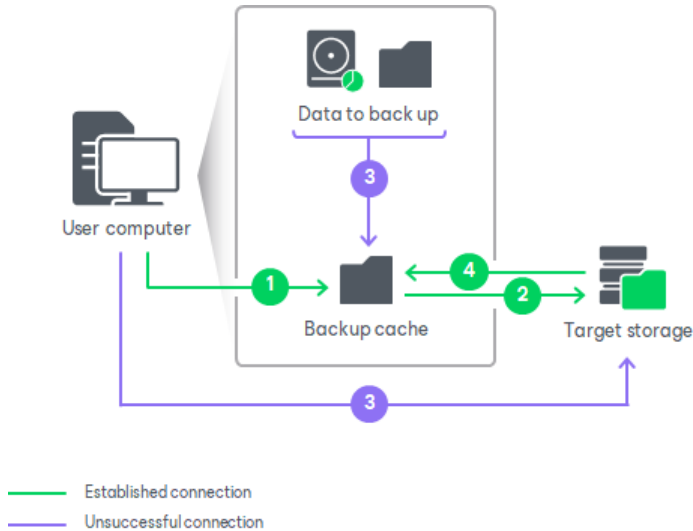 Data to back up
3
User computer
4
1
2
Backup cache
Target storage
3
Established connection
Unsuccessful connection